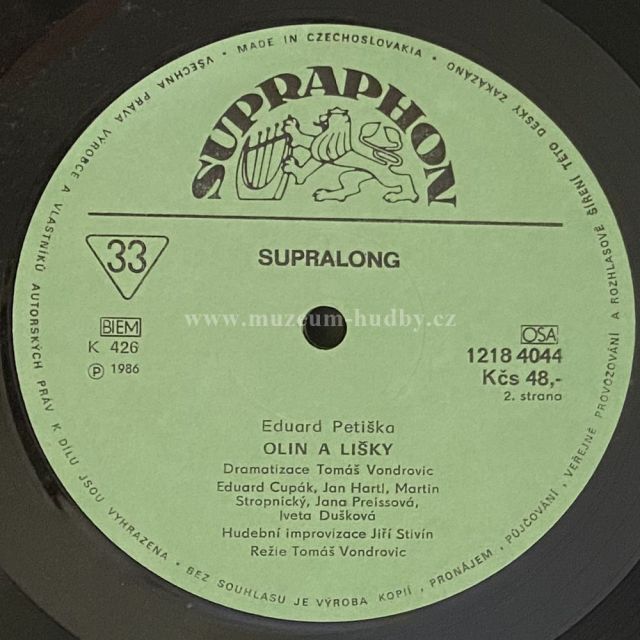 VŠECHNA PRÁVA VÝROBCE A VLASTNÍKŮ AUTORSKÝCH PRÁV K DÍLU JSOU VYHRAZENA • BEZ SOUHLASU JE VÝROBA KOPIÍ, PRONÁJEM, PŮJČOVÁNÍ, VEŘEJNÉ PROVOZOVÁNÍ A ROZHLASOVÉ ŠÍŘENÍ TÉTO DESKY ZAKÁZÁNO • MADE IN CZECHOSLOVAKIA •
SUPRAPHON
33
SUPRALONG
www.muzeum-hudby.cz
BIEM
K 426
Ⓟ 1986
OSA
1218 4044
Kčs 48,-
2. strana
Eduard Petiška
OLIN A LIŠKY
Dramatizace Tomáš Vondrovic
Eduard Cupák, Jan Hartl, Martin
Stropnický, Jana Preissová,
Iveta Dušková
Hudební improvizace Jiří Stivín
Režie Tomáš Vondrovic